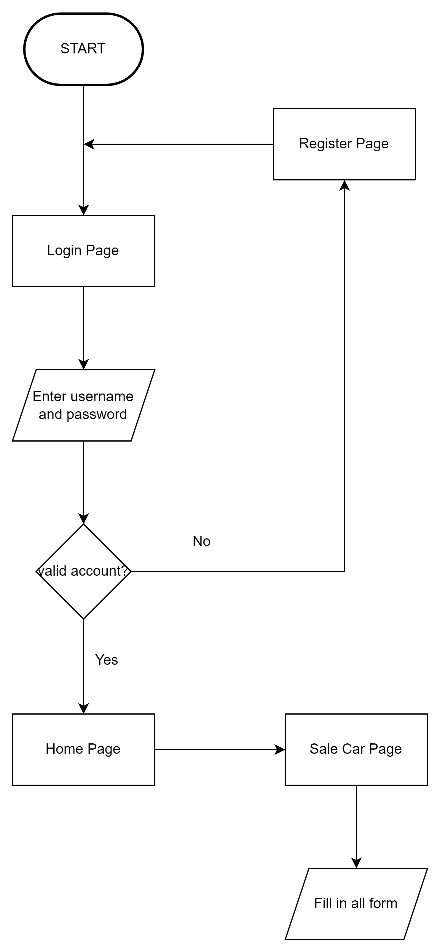 START
Register Page
Login Page
Enter username
and password
valid account?
No
Yes
Home Page
Sale Car Page
Fill in all form